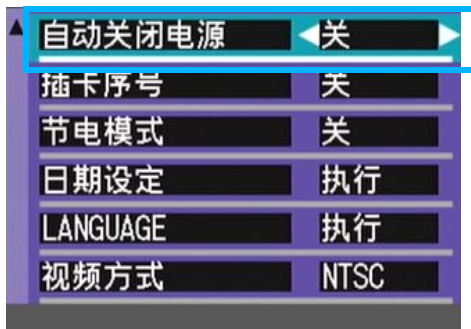 自动关闭电源 关
插卡序号 关
节电模式 关
日期设定 执行
LANGUAGE 执行
视频方式 NTSC